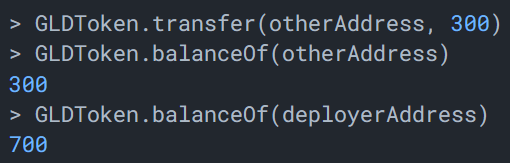 > GLDToken.transfer(otherAddress, 300)
> GLDToken.balanceOf(otherAddress)
300
> GLDToken.balanceOf(deployerAddress)
700